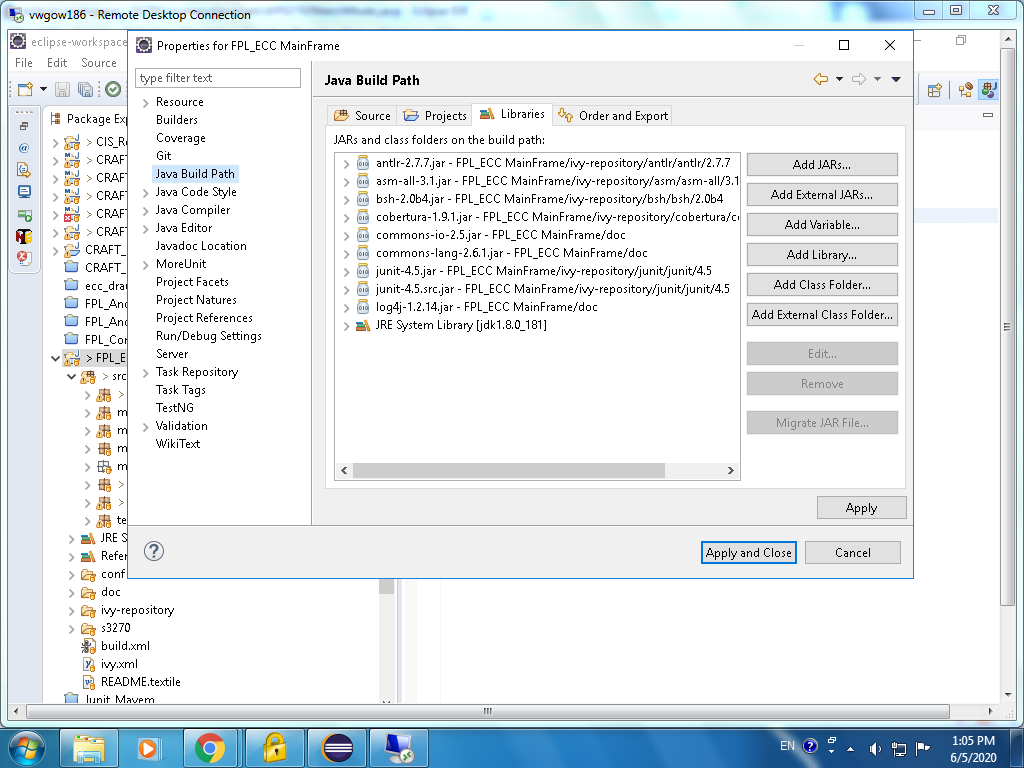 vwgow186 - Remote Desktop Connection
eclipse-workspace
File Edit Source
Package Exp
> CIS_Re
> CRAFT
> CRAFT
> CRAFT
> CRAFT
> CRAFT
CRAFT_
CRAFT_
ecc_dra
FPL_Anc
FPL_Anc
FPL_Cor
> FPL_E
> src
>
m
m
m
m
>
>
te
JRE S
Refer
conf
doc
ivy-repository
s3270
build.xml
ivy.xml
README.textile
Junit_Mavem
Properties for FPL_ECC MainFrame
type filter text
Resource
Builders
Coverage
Git
Java Build Path
Java Code Style
Java Compiler
Java Editor
Javadoc Location
MoreUnit
Project Facets
Project Natures
Project References
Run/Debug Settings
Server
Task Repository
Task Tags
TestNG
Validation
WikiText
Java Build Path
Source Projects Libraries Order and Export
JARs and class folders on the build path:
antlr-2.7.7.jar - FPL_ECC MainFrame/ivy-repository/antlr/antlr/2.7.7
asm-all-3.1.jar - FPL_ECC MainFrame/ivy-repository/asm/asm-all/3.1
bsh-2.0b4.jar - FPL_ECC MainFrame/ivy-repository/bsh/bsh/2.0b4
cobertura-1.9.1.jar - FPL_ECC MainFrame/ivy-repository/cobertura/co
commons-io-2.5.jar - FPL_ECC MainFrame/doc
commons-lang-2.6.1.jar - FPL_ECC MainFrame/doc
junit-4.5.jar - FPL_ECC MainFrame/ivy-repository/junit/junit/4.5
junit-4.5.src.jar - FPL_ECC MainFrame/ivy-repository/junit/junit/4.5
log4j-1.2.14.jar - FPL_ECC MainFrame/doc
JRE System Library [jdk1.8.0_181]
Add JARs...
Add External JARs...
Add Variable...
Add Library...
Add Class Folder...
Add External Class Folder...
Edit...
Remove
Migrate JAR File...
Apply
Apply and Close Cancel
EN
1:05 PM
6/5/2020